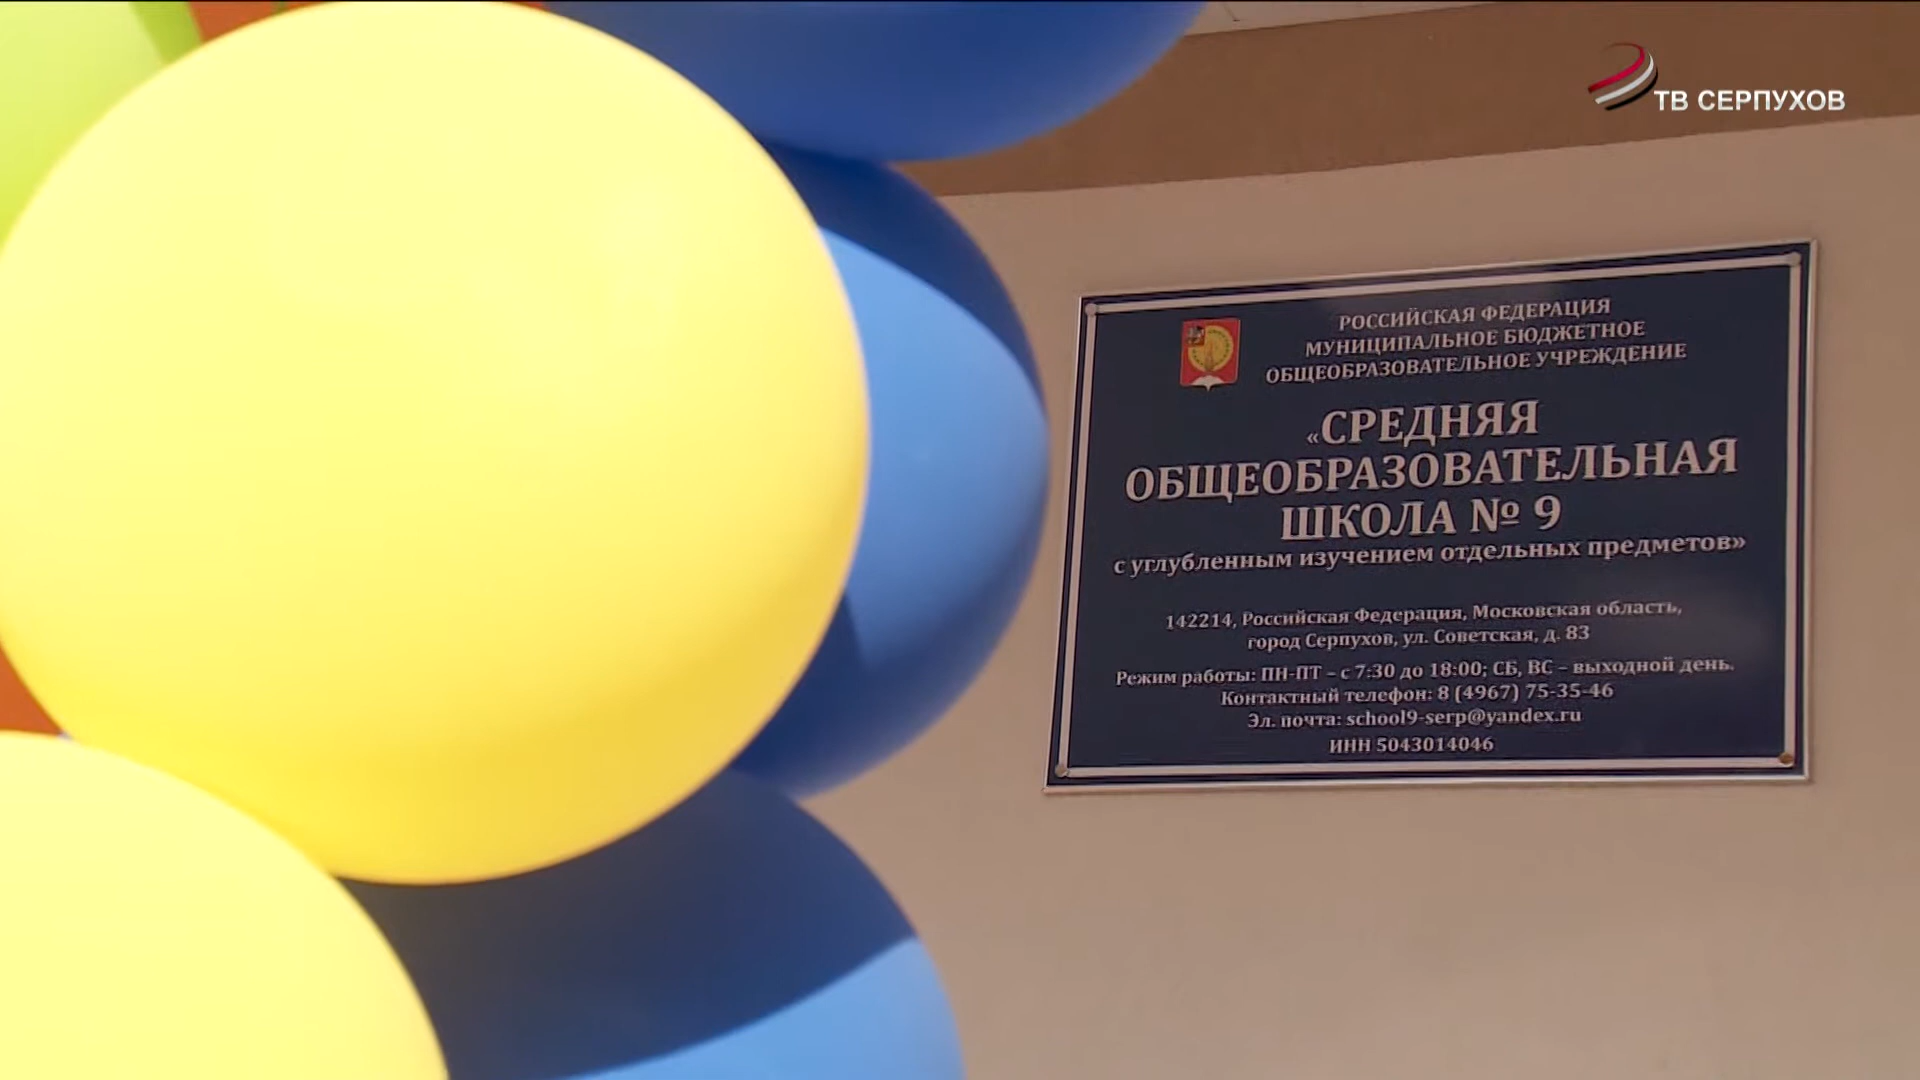 ТВ СЕРПУХОВ
РОССИЙСКАЯ ФЕДЕРАЦИЯ
МУНИЦИПАЛЬНОЕ БЮДЖЕТНОЕ
ОБЩЕОБРАЗОВАТЕЛЬНОЕ УЧРЕЖДЕНИЕ
«СРЕДНЯЯ
ОБЩЕОБРАЗОВАТЕЛЬНАЯ
ШКОЛА № 9
с углубленным изучением отдельных предметов»
142214, Российская Федерация, Московская область,
город Серпухов, ул. Советская, д. 83
Режим работы: ПН-ПТ – с 7:30 до 18:00; СБ, ВС – выходной день.
Контактный телефон: 8 (4967) 75-35-46
Эл. почта: school9-serp@yandex.ru
ИНН 5043014046